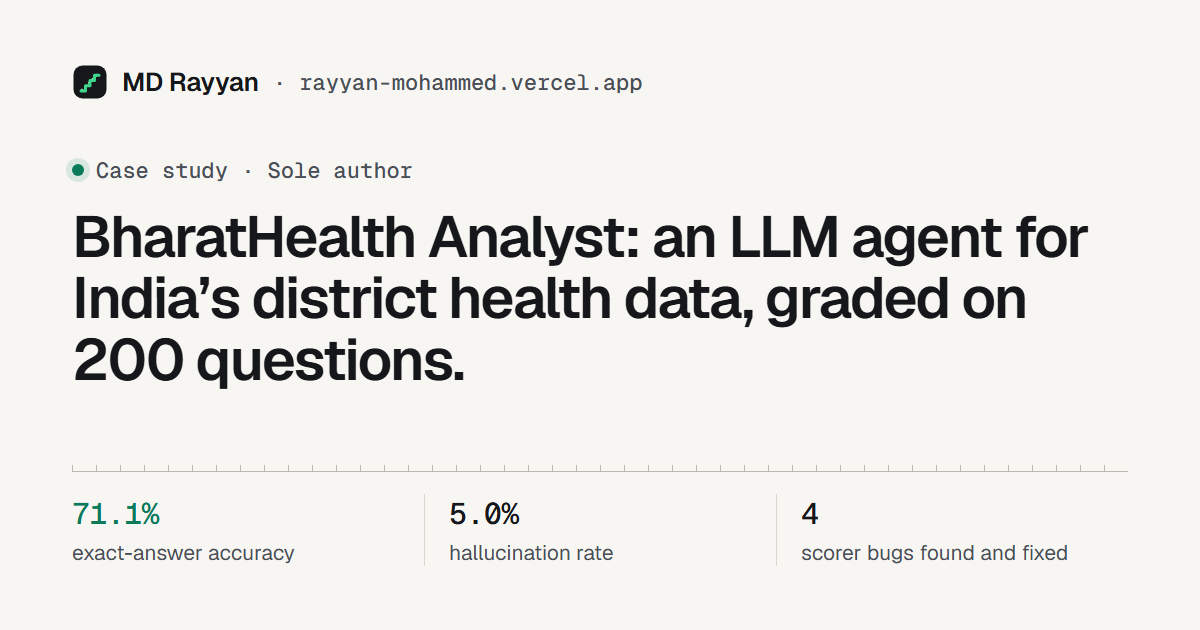 MD Rayyan · rayyan-mohammed.vercel.app
Case study · Sole author
BharatHealth Analyst: an LLM agent for
India’s district health data, graded on
200 questions.
71.1%
exact-answer accuracy
5.0%
hallucination rate
4
scorer bugs found and fixed